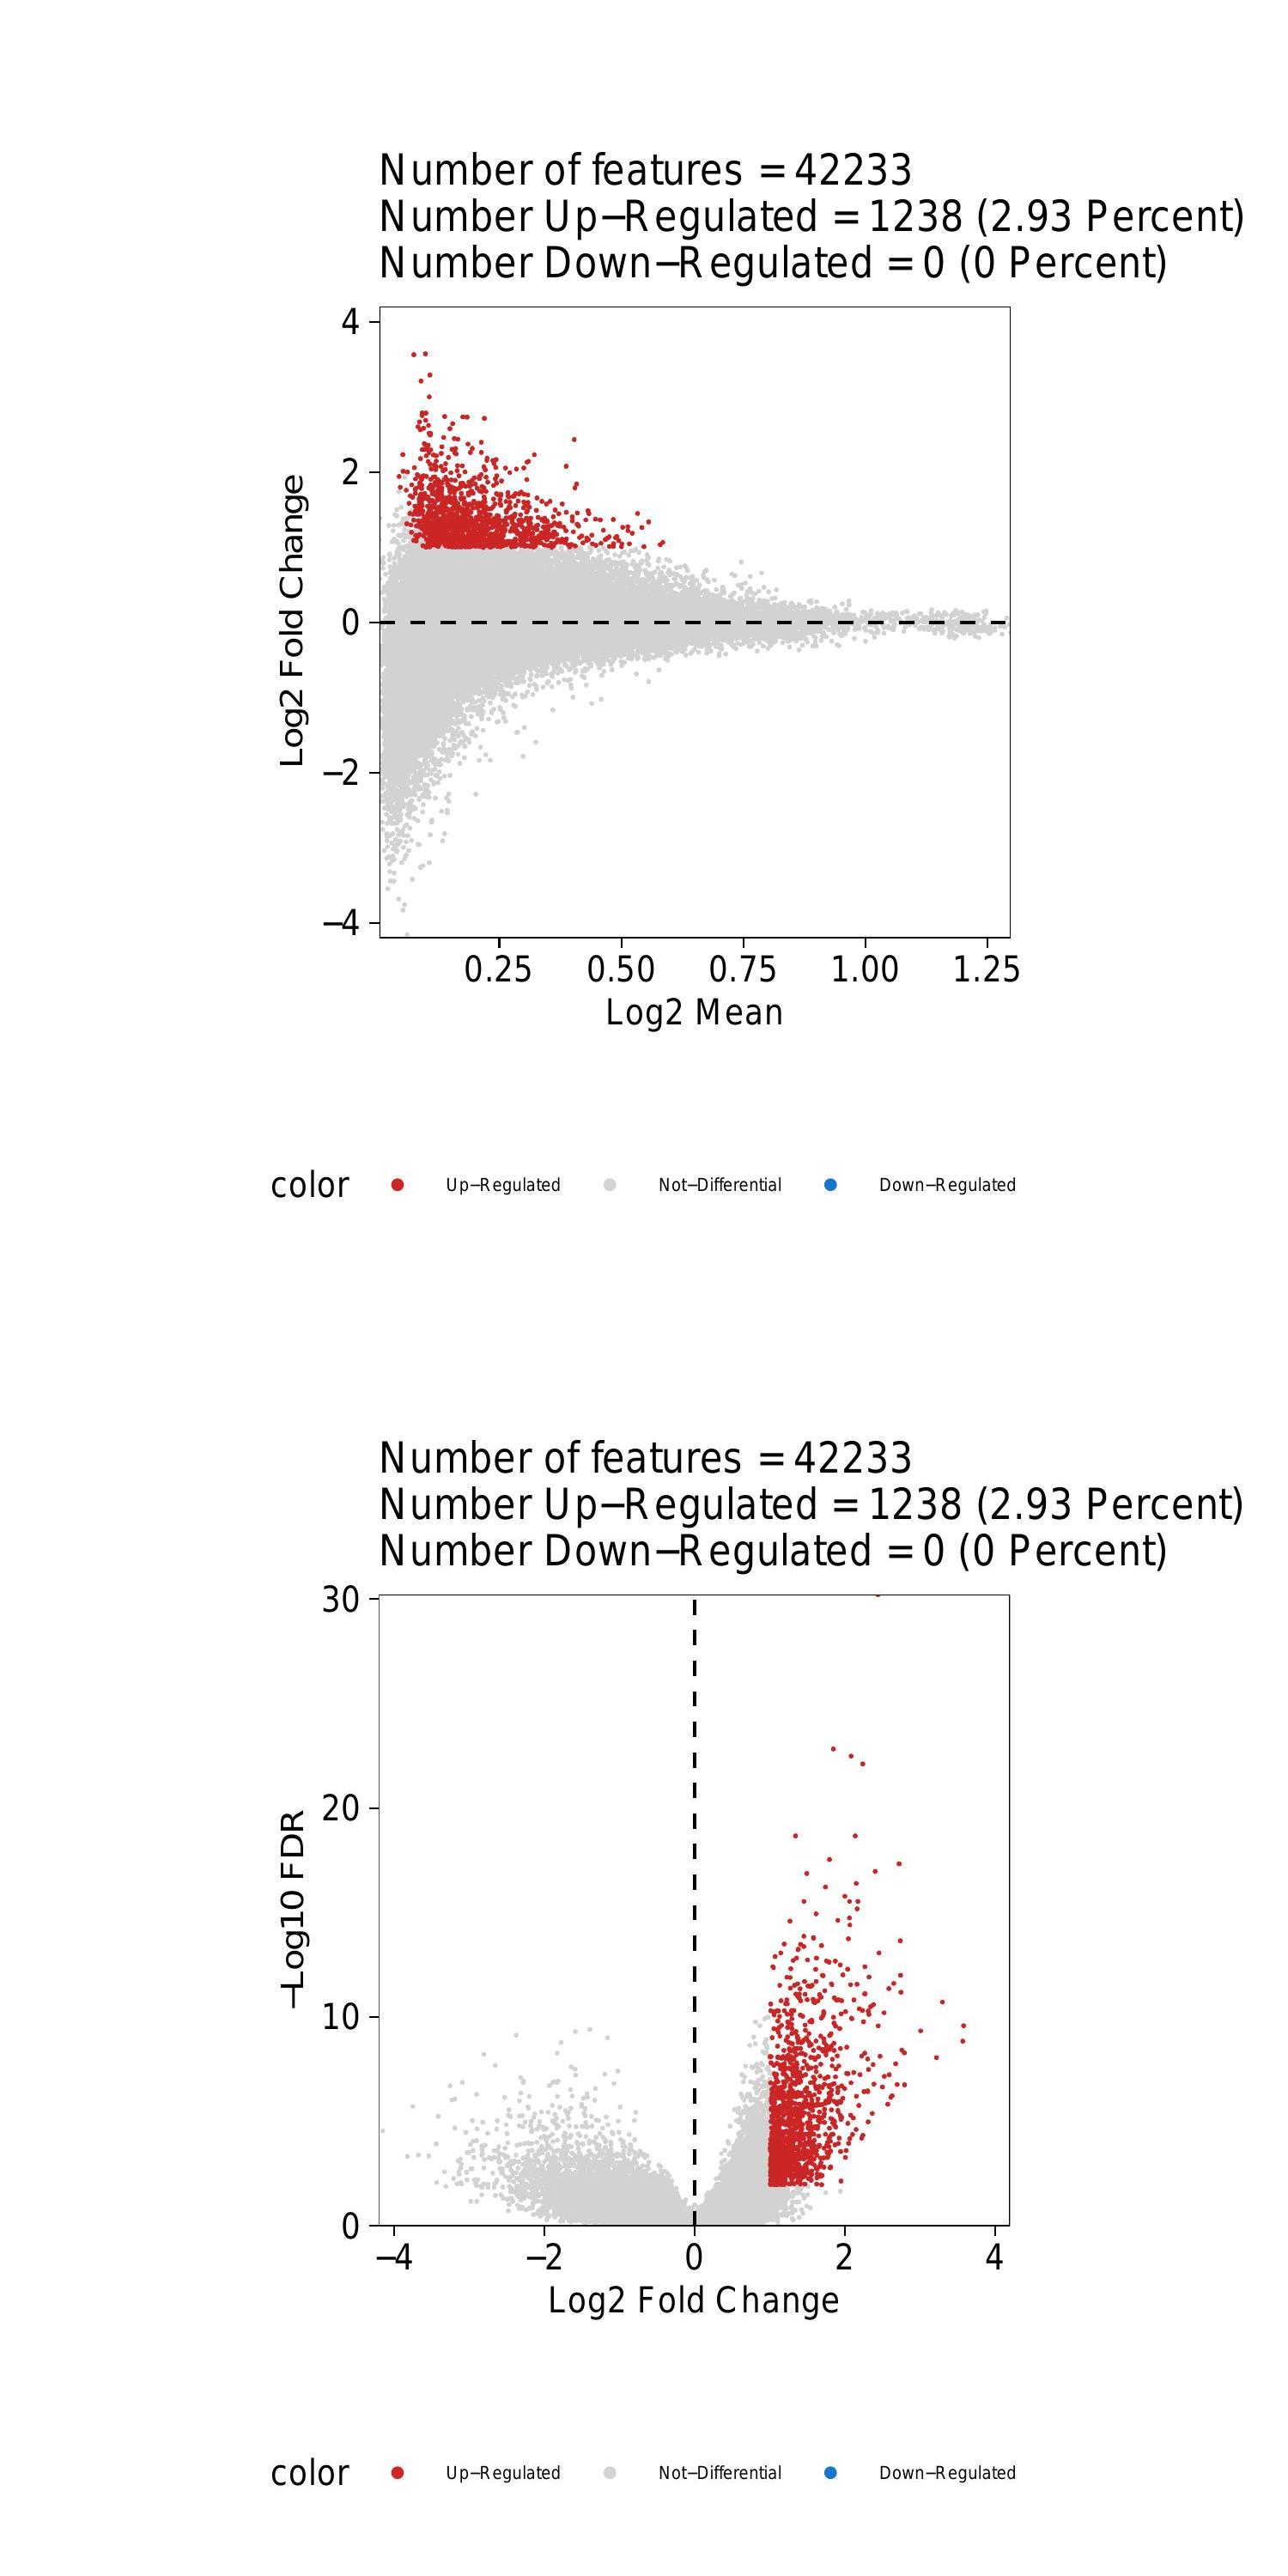 Number of features = 42233
Number Up−Regulated = 1238 (2.93 Percent)
Number Down−Regulated = 0 (0 Percent)
4
2
0
−2
−4
Log2 Fold Change
0.25 0.50 0.75 1.00 1.25
Log2 Mean
color Up−Regulated Not−Differential Down−Regulated
Number of features = 42233
Number Up−Regulated = 1238 (2.93 Percent)
Number Down−Regulated = 0 (0 Percent)
30
20
10
0
−Log10 FDR
−4 −2 0 2 4
Log2 Fold Change
color Up−Regulated Not−Differential Down−Regulated